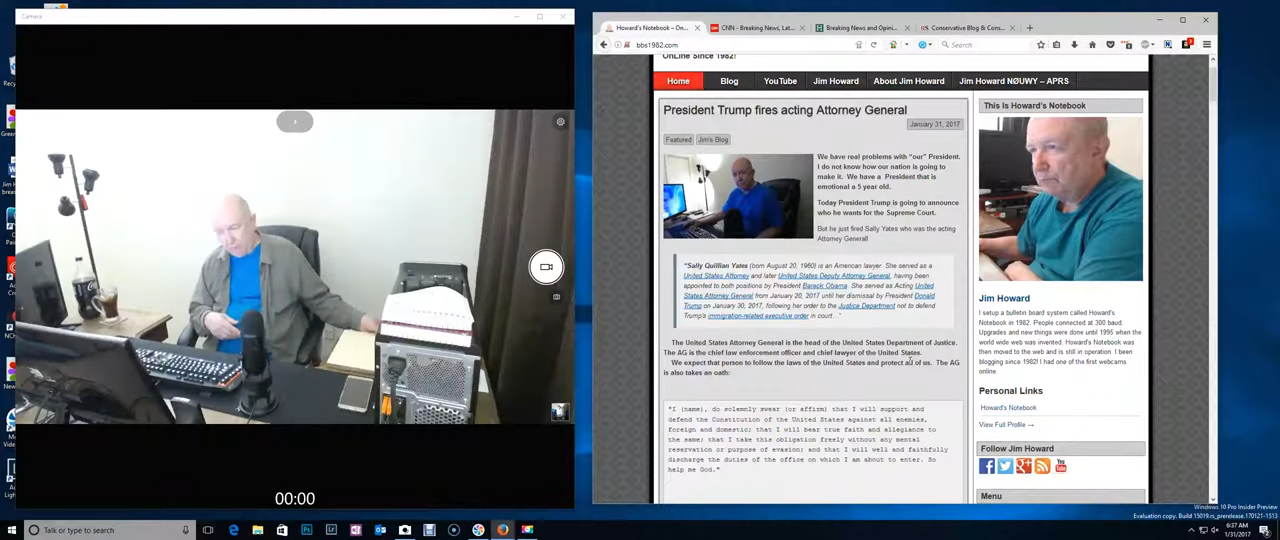 Camera
00:00
Howard's Notebook – On...
CNN - Breaking News, Lat...
Breaking News and Opini...
Conservative Blog & Cons...
bbs1982.com
Search
OnLine Since 1982!
Home
Blog
YouTube
Jim Howard
About Jim Howard
Jim Howard NØUWY – APRS
President Trump fires acting Attorney General
January 31, 2017
Featured
Jim's Blog
We have real problems with "our" President.
I do not know how our nation is going to
make it. We have a President that is
emotional a 5 year old.
Today President Trump is going to announce
who he wants for the Supreme Court.
But he just fired Sally Yates who was the acting
Attorney General!
"Sally Quillian Yates (born August 20, 1960) is an American lawyer. She served as a
United States Attorney and later United States Deputy Attorney General, having been
appointed to both positions by President Barack Obama. She served as Acting United
States Attorney General from January 20, 2017 until her dismissal by President Donald
Trump on January 30, 2017, following her order to the Justice Department not to defend
Trump's immigration-related executive order in court..."
The United States Attorney General is the head of the United States Department of Justice.
The AG is the chief law enforcement officer and chief lawyer of the United States.
We expect that person to follow the laws of the United States and protect all of us. The AG
is also takes an oath:
"I (name), do solemnly swear (or affirm) that I will support and
defend the Constitution of the United States against all enemies,
foreign and domestic; that I will bear true faith and allegiance to
the same; that I take this obligation freely without any mental
reservation or purpose of evasion; and that I will well and faithfully
discharge the duties of the office on which I am about to enter. So
help me God."
This Is Howard's Notebook
Jim Howard
I setup a bulletin board system called Howard's
Notebook in 1982. People connected at 300 baud.
Upgrades and new things were done until 1995 when
world wide web was invented. Howard's Notebook
was then moved to the web and is still in operation. I been
blogging since 1982! I had one of the first webcams
online.
Personal Links
Howard's Notebook
View Full Profile →
Follow Jim Howard
Menu
Windows 10 Pro Insider Preview
Evaluation copy. Build 15019.rs_prerelease.170121-1513
Talk or type to search
6:37 AM
1/31/2017